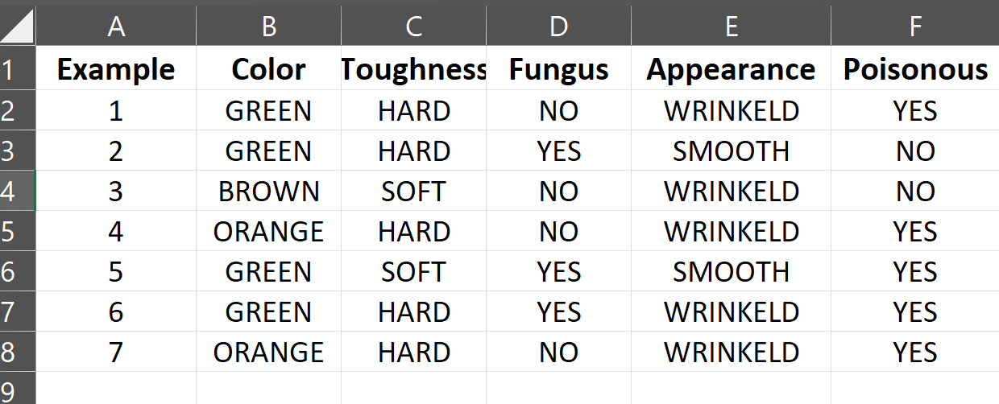 A B C D E F
1 Example Color Toughness Fungus Appearance Poisonous
2 1 GREEN HARD NO WRINKELD YES
3 2 GREEN HARD YES SMOOTH NO
4 3 BROWN SOFT NO WRINKELD NO
5 4 ORANGE HARD NO WRINKELD YES
6 5 GREEN SOFT YES SMOOTH YES
7 6 GREEN HARD YES WRINKELD YES
8 7 ORANGE HARD NO WRINKELD YES
9